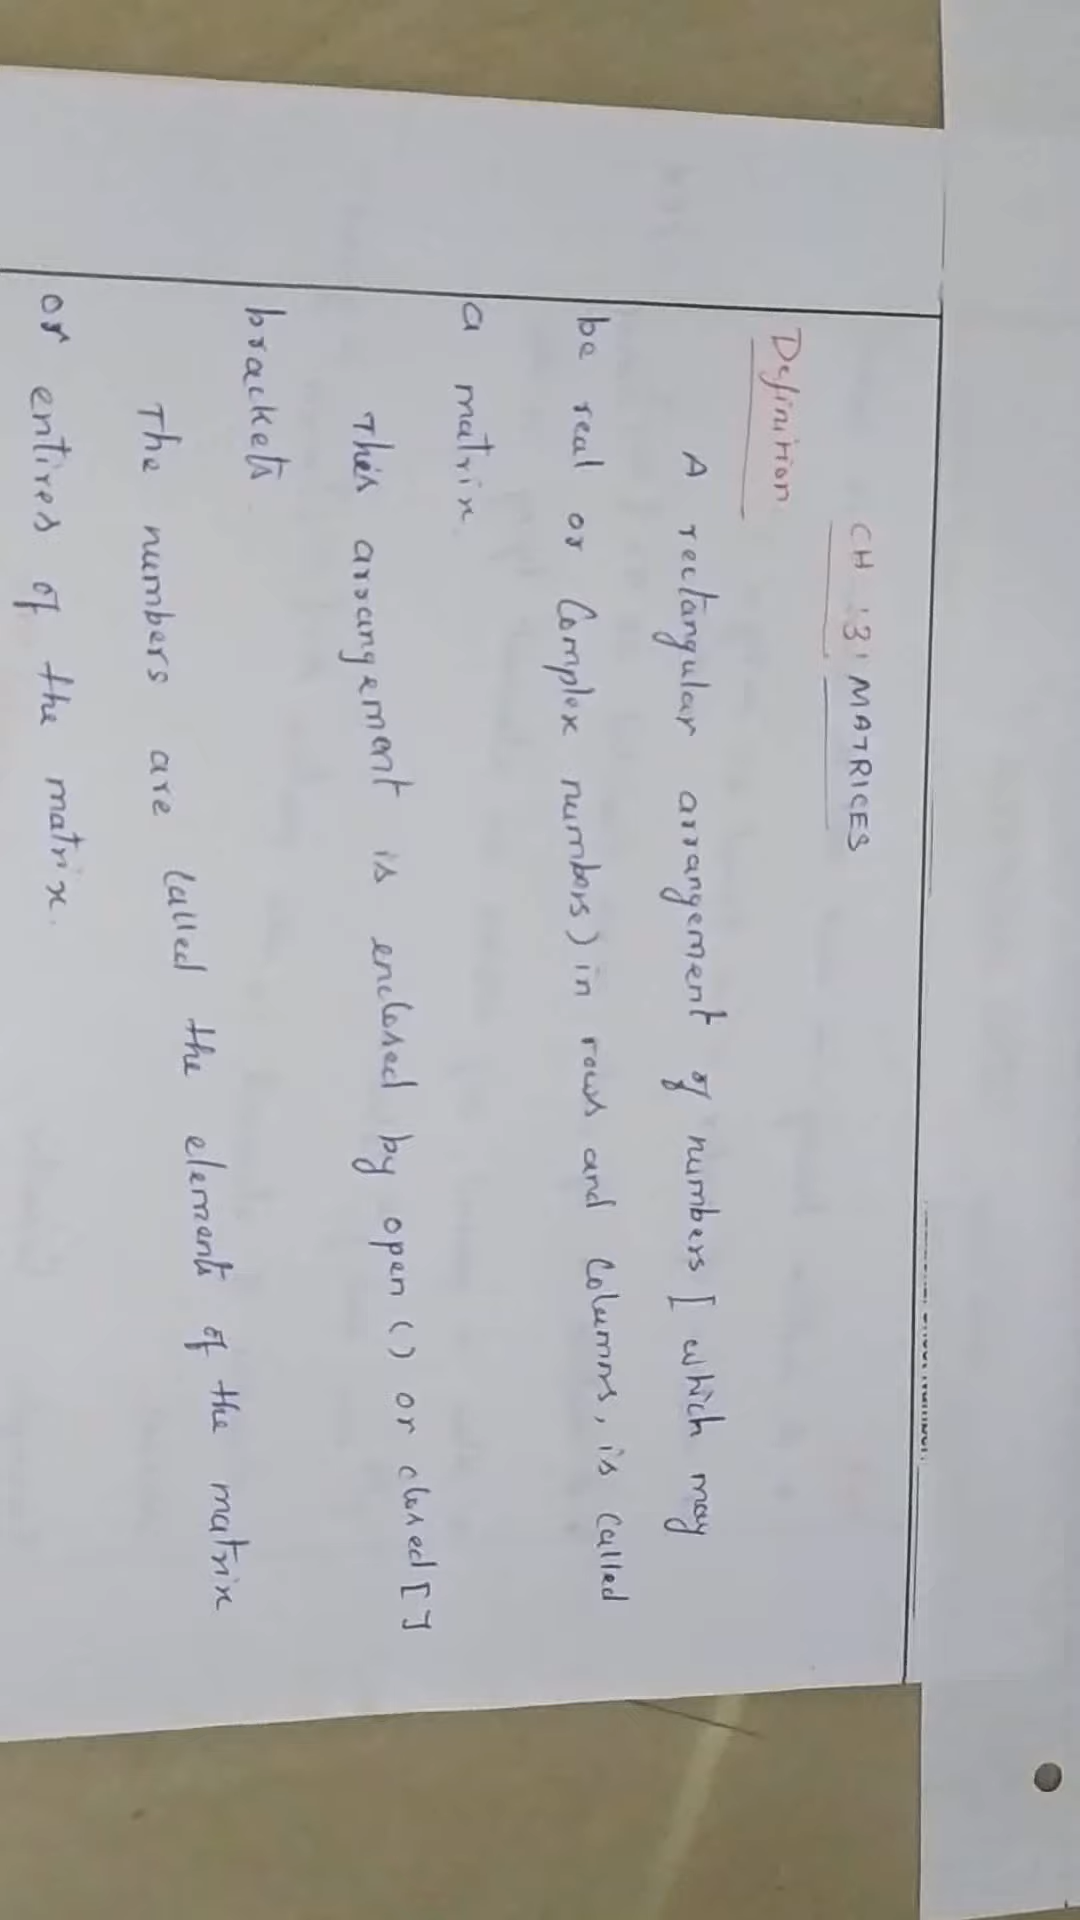 CH '3' MATRICES
Definition
A rectangular arrangement of numbers [ which may
be real or Complex numbers) in rows and Columns, is called
a matrix.
This arrangement is enclosed by open () or closed []
brackets.
The numbers are called the elements of the matrix
or entires of the matrix.